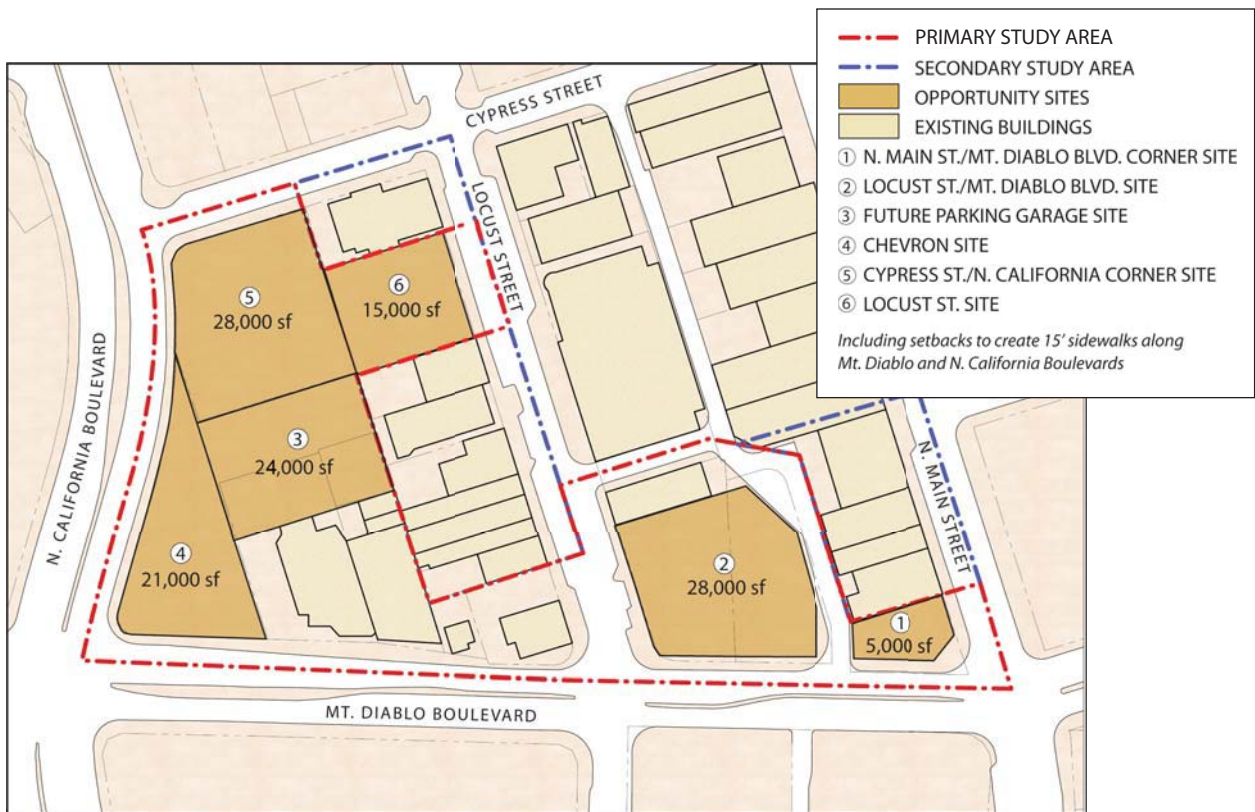 PRIMARY STUDY AREA
SECONDARY STUDY AREA
OPPORTUNITY SITES
EXISTING BUILDINGS
① N. MAIN ST./MT. DIABLO BLVD. CORNER SITE
② LOCUST ST./MT. DIABLO BLVD. SITE
③ FUTURE PARKING GARAGE SITE
④ CHEVRON SITE
⑤ CYPRESS ST./N. CALIFORNIA CORNER SITE
⑥ LOCUST ST. SITE
Including setbacks to create 15' sidewalks along
Mt. Diablo and N. California Boulevards
CYPRESS STREET
LOCUST STREET
N. CALIFORNIA BOULEVARD
N. MAIN STREET
MT. DIABLO BOULEVARD
⑤
28,000 sf
⑥
15,000 sf
③
24,000 sf
④
21,000 sf
②
28,000 sf
①
5,000 sf